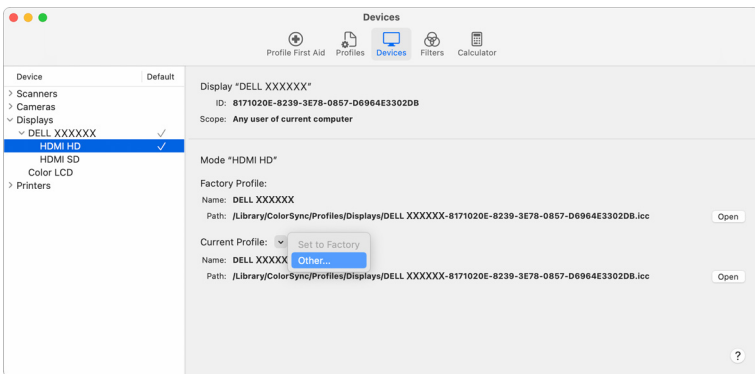 Devices
Profile First Aid
Profiles
Devices
Filters
Calculator
Device
Default
Scanners
Cameras
Displays
DELL XXXXXX
HDMI HD
HDMI SD
Color LCD
Printers
Display “DELL XXXXXX”
ID: 8171020E-8239-3E78-0857-D6964E3302DB
Scope: Any user of current computer
Mode “HDMI HD”
Factory Profile:
Name: DELL XXXXXX
Path: /Library/ColorSync/Profiles/Displays/DELL XXXXXX-8171020E-8239-3E78-0857-D6964E3302DB.icc
Open
Current Profile:
Set to Factory
Other...
Name: DELL XXXX
Path: /Library/ColorSync/Profiles/Displays/DELL XXXXXX-8171020E-8239-3E78-0857-D6964E3302DB.icc
Open
?